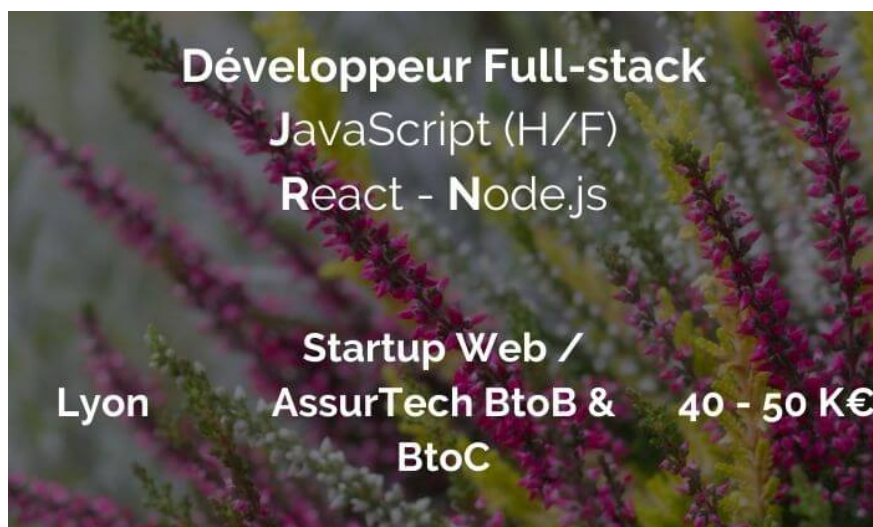 Développeur Full-stack
JavaScript (H/F)
React - Node.js
Startup Web /
Lyon AssurTech BtoB & 40 - 50 K€
BtoC